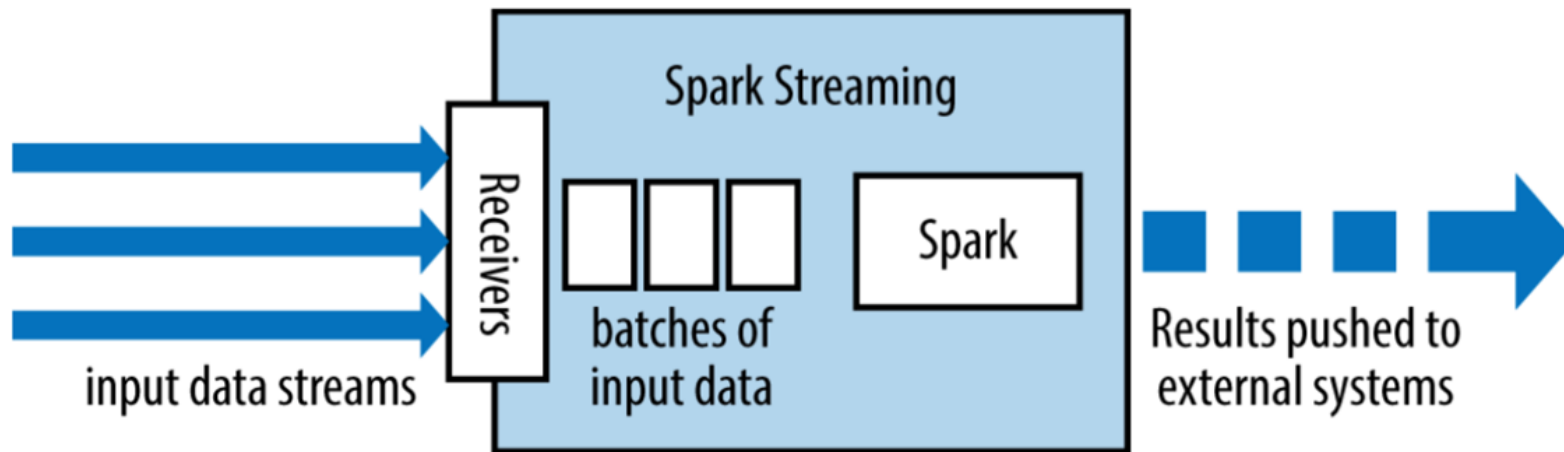 Spark Streaming
Receivers
Spark
batches of
input data
input data streams
Results pushed to
external systems